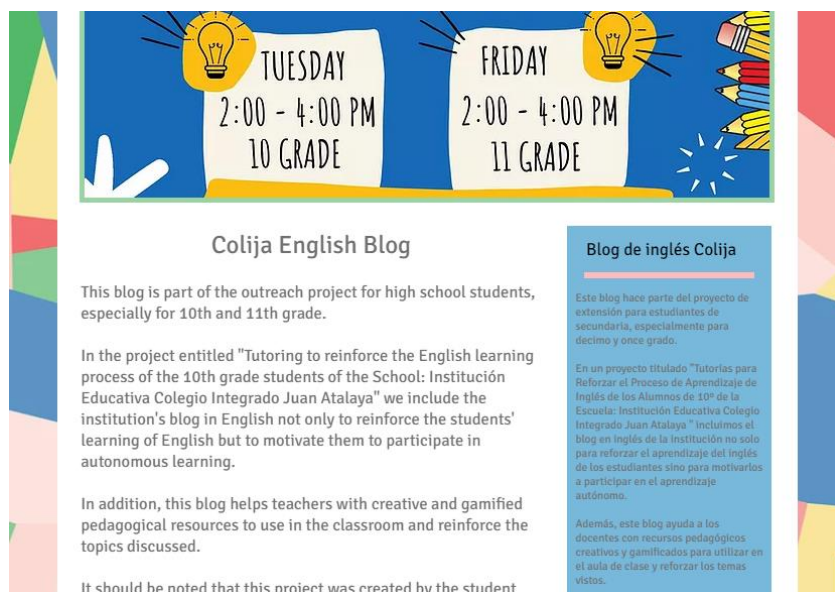 TUESDAY
2:00 - 4:00 PM
10 GRADE
FRIDAY
2:00 - 4:00 PM
11 GRADE
Colija English Blog
This blog is part of the outreach project for high school students,
especially for 10th and 11th grade.
In the project entitled "Tutoring to reinforce the English learning
process of the 10th grade students of the School: Institución
Educativa Colegio Integrado Juan Atalaya" we include the
institution's blog in English not only to reinforce the students'
learning of English but to motivate them to participate in
autonomous learning.
In addition, this blog helps teachers with creative and gamified
pedagogical resources to use in the classroom and reinforce the
topics discussed.
It should be noted that this project was created by the student
Blog de inglés Colija
Este blog hace parte del proyecto de
extensión para estudiantes de
secundaria, especialmente para
decimo y once grado.
En un proyecto titulado "Tutorías para
Reforzar el Proceso de Aprendizaje de
Inglés de los Alumnos de 10º de la
Escuela: Institución Educativa Colegio
Integrado Juan Atalaya " incluimos el
blog en inglés de la institución no solo
para reforzar el aprendizaje del inglés
de los estudiantes sino para motivarlos
a participar en el aprendizaje
autónomo.
Además, este blog ayuda a los
docentes con recursos pedagógicos
creativos y gamificados para utilizar en
el aula de clase y reforzar los temas
vistos.